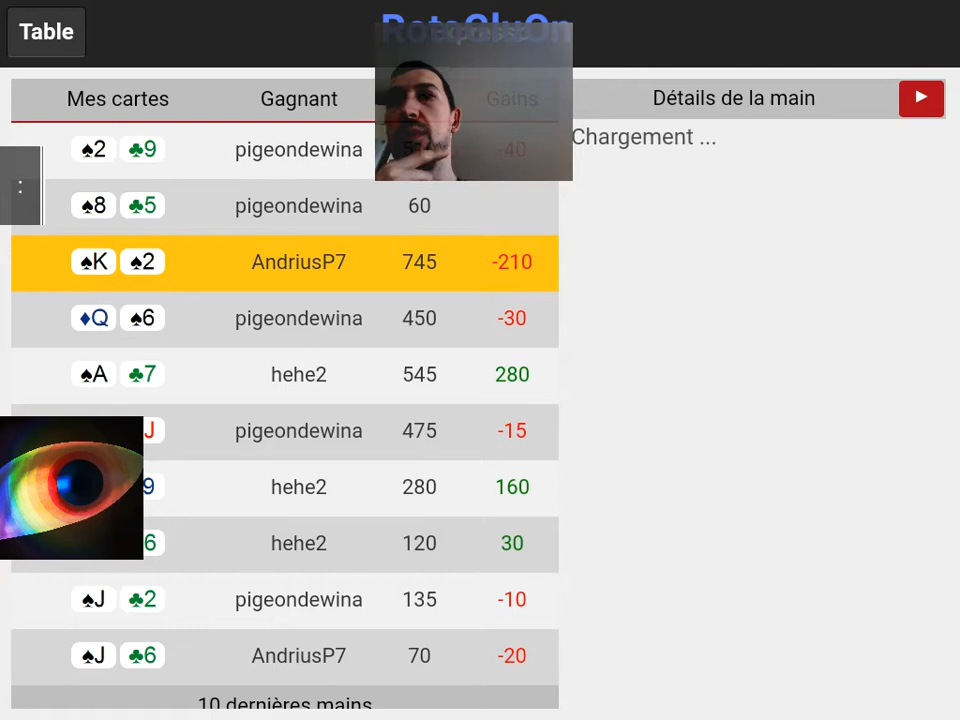 Table
Mes cartes Gagnant Gains Détails de la main
♠2 ♣9 pigeondewina -40
Chargement ...
:
♠8 ♣5 pigeondewina 60
♠K ♠2 AndriusP7 745 -210
♦Q ♠6 pigeondewina 450 -30
♠A ♣7 hehe2 545 280
J pigeondewina 475 -15
9 hehe2 280 160
6 hehe2 120 30
♠J ♣2 pigeondewina 135 -10
♠J ♣6 AndriusP7 70 -20
10 dernières mains